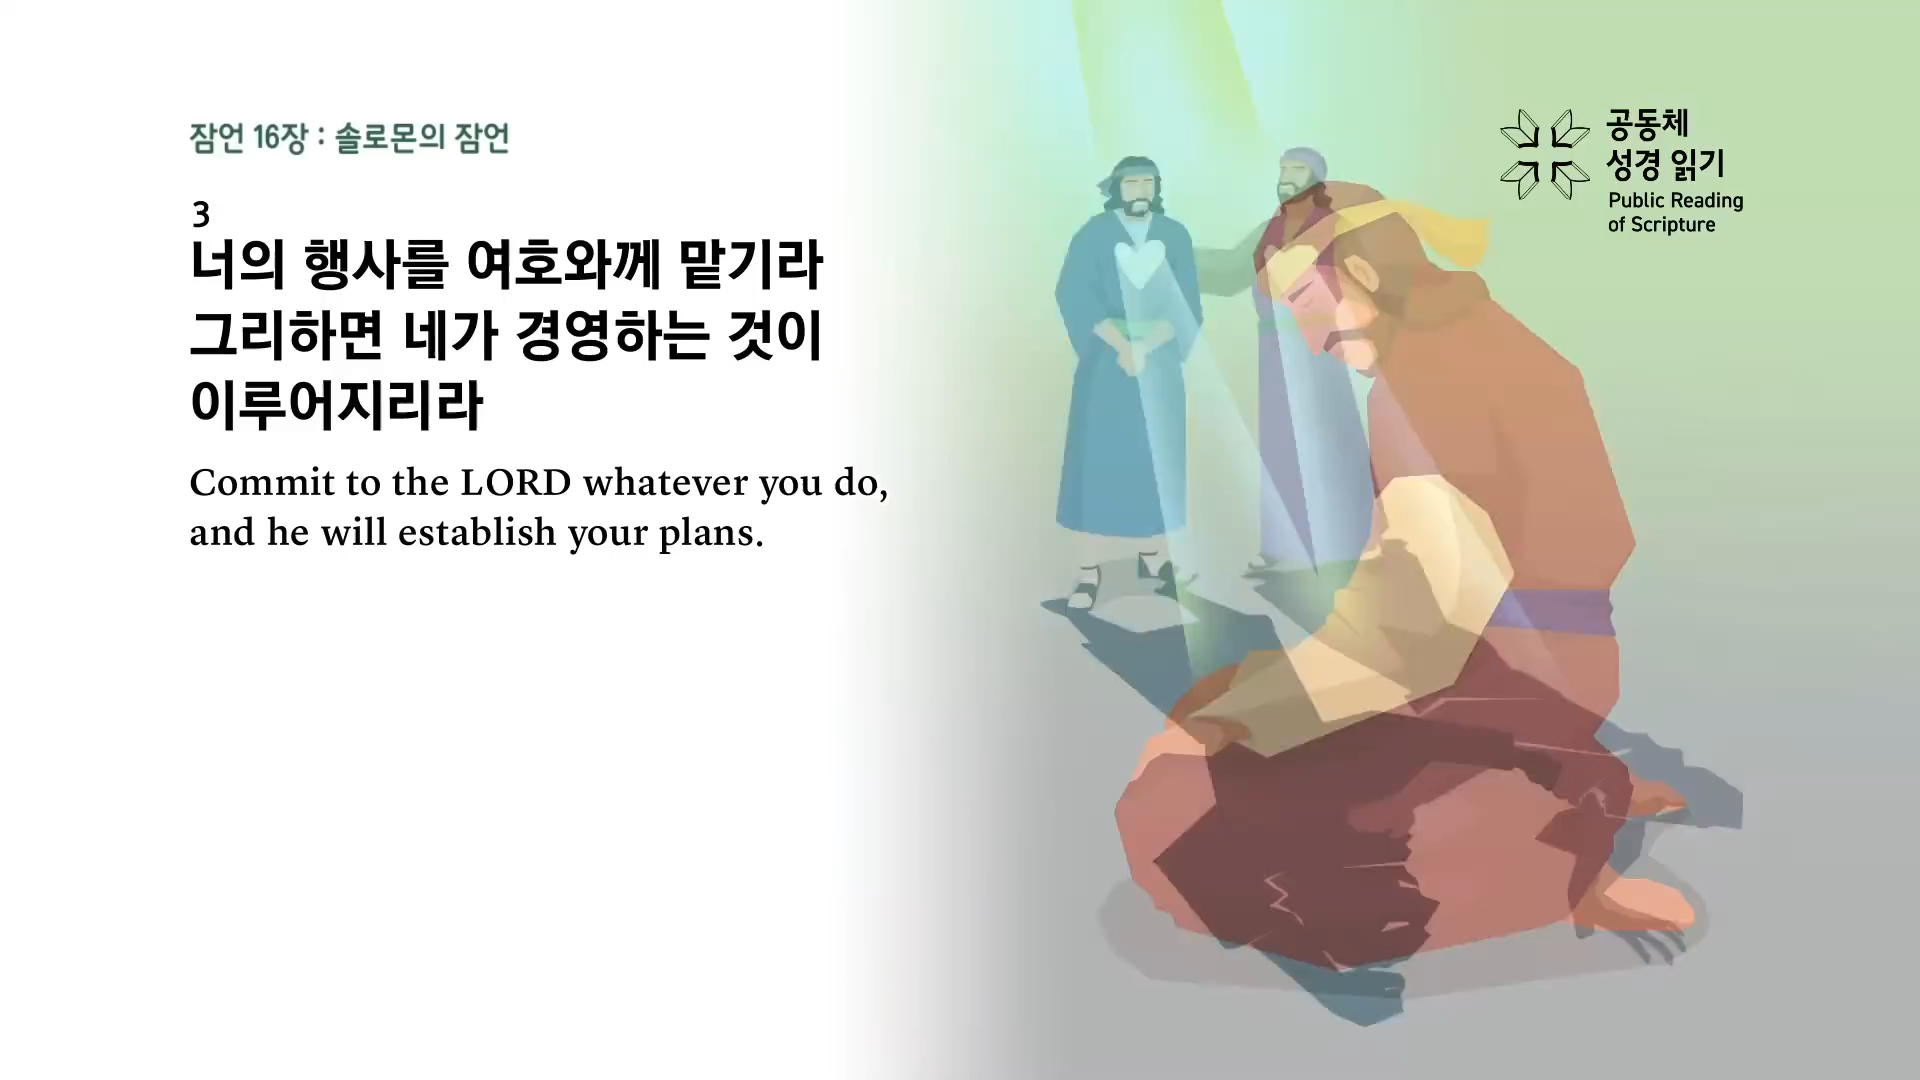 잠언 16장 : 솔로몬의 잠언
3
너의 행사를 여호와께 맡기라
그리하면 네가 경영하는 것이
이루어지리라
Commit to the LORD whatever you do,
and he will establish your plans.
공동체
성경 읽기
Public Reading
of Scripture